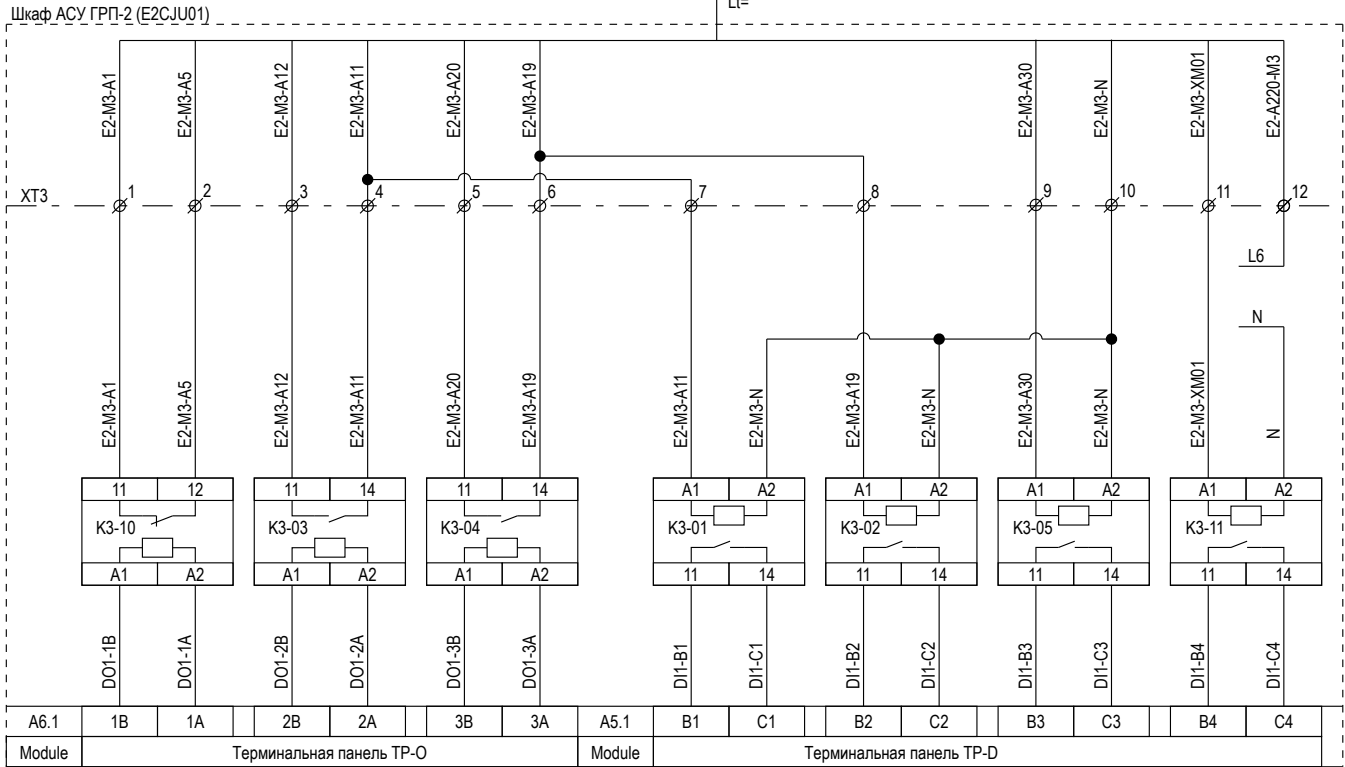 Lt=
Шкаф АСУ ГРП-2 (E2CJU01)
E2-M3-A1 E2-M3-A5 E2-M3-A12 E2-M3-A11 E2-M3-A20 E2-M3-A19 E2-M3-A30 E2-M3-N E2-M3-XM01 E2-A220-M3
XT3 1 2 3 4 5 6 7 8 9 10 11 12
L6
N
E2-M3-A1 E2-M3-A5 E2-M3-A12 E2-M3-A11 E2-M3-A20 E2-M3-A19 E2-M3-A11 E2-M3-N E2-M3-A19 E2-M3-N E2-M3-A30 E2-M3-N E2-M3-XM01 N
11 12 11 14 11 14 A1 A2 A1 A2 A1 A2 A1 A2
K3-10 K3-03 K3-04 K3-01 K3-02 K3-05 K3-11
A1 A2 A1 A2 A1 A2 11 14 11 14 11 14 11 14
DO1-1B DO1-1A DO1-2B DO1-2A DO1-3B DO1-3A DI1-B1 DI1-C1 DI1-B2 DI1-C2 DI1-B3 DI1-C3 DI1-B4 DI1-C4
A6.1 1B 1A 2B 2A 3B 3A A5.1 B1 C1 B2 C2 B3 C3 B4 C4
Module Терминальная панель TP-O Module Терминальная панель TP-D